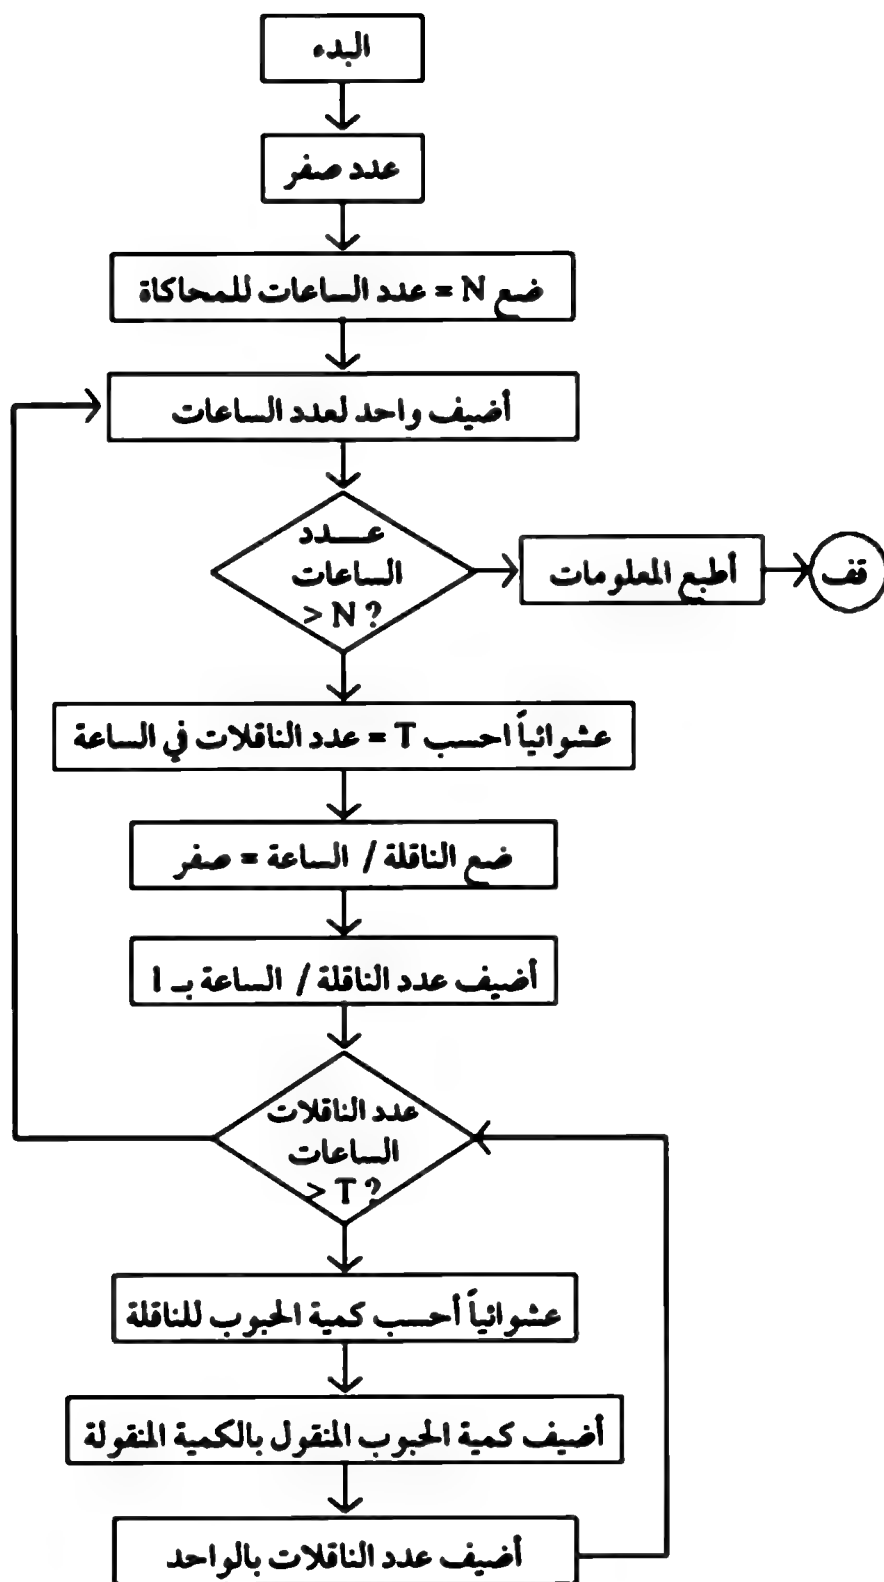 البدء
عدد صفر
ضع N = عدد الساعات للمحاكاة
أضيف واحد لعدد الساعات
عـــدد
الساعات
> N ?
أطبع المعلومات
قف
عشوائياً احسب T = عدد الناقلات في الساعة
ضع الناقلة / الساعة = صفر
أضيف عدد الناقلة / الساعة بـ 1
عدد الناقلات
الساعات
> T ?
عشوائياً أحسب كمية الحبوب للناقلة
أضيف كمية الحبوب المنقول بالكمية المنقولة
أضيف عدد الناقلات بالواحد